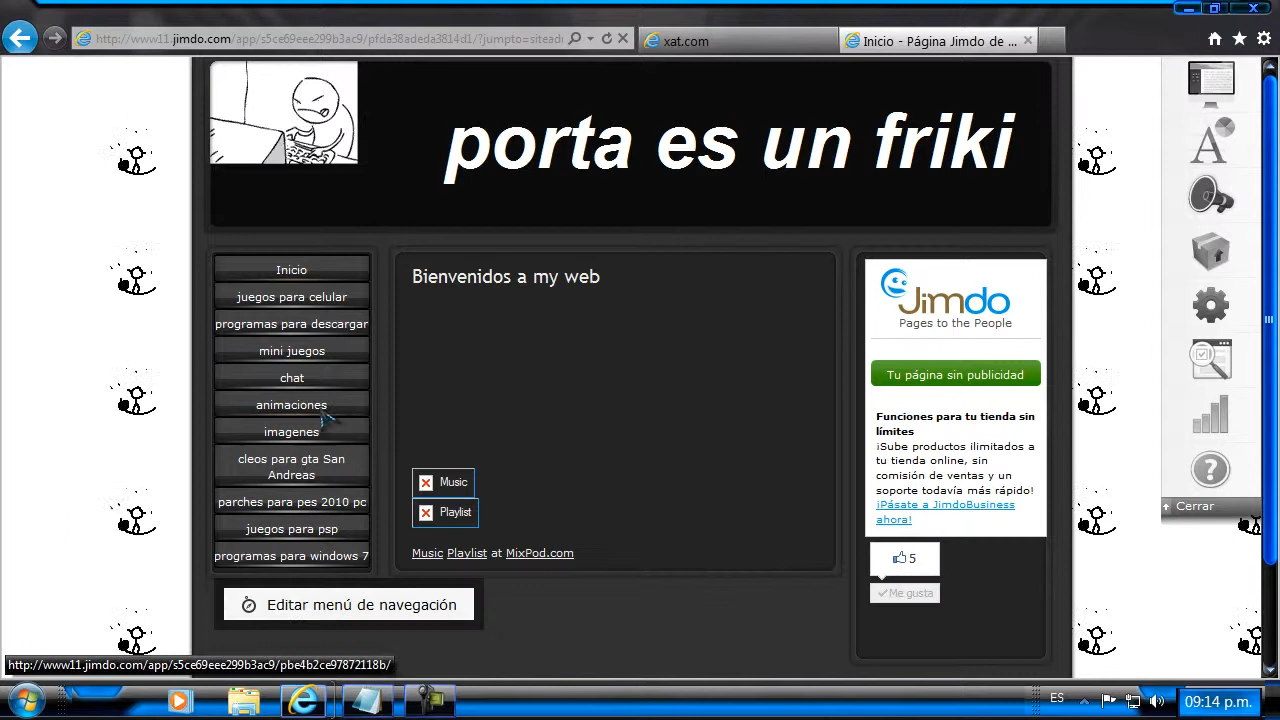 http://www11.jimdo.com/app/s5ce69eee299b3ac9/pfda38adeda3814d1/?jumpto=sitead
xat.com
Inicio - Página Jimdo de ...
porta es un friki
Inicio
juegos para celular
programas para descargar
mini juegos
chat
animaciones
imagenes
cleos para gta San
Andreas
parches para pes 2010 pc
juegos para psp
programas para windows 7
Editar menú de navegación
Bienvenidos a my web
Music
Playlist
Music Playlist at MixPod.com
Jimdo
Pages to the People
Tu página sin publicidad
Funciones para tu tienda sin
límites
¡Sube productos ilimitados a
tu tienda online, sin
comisión de ventas y un
soporte todavía más rápido!
¡Pásate a JimdoBusiness
ahora!
5
Me gusta
Cerrar
http://www11.jimdo.com/app/s5ce69eee299b3ac9/pbe4b2ce97872118b/
ES
09:14 p.m.